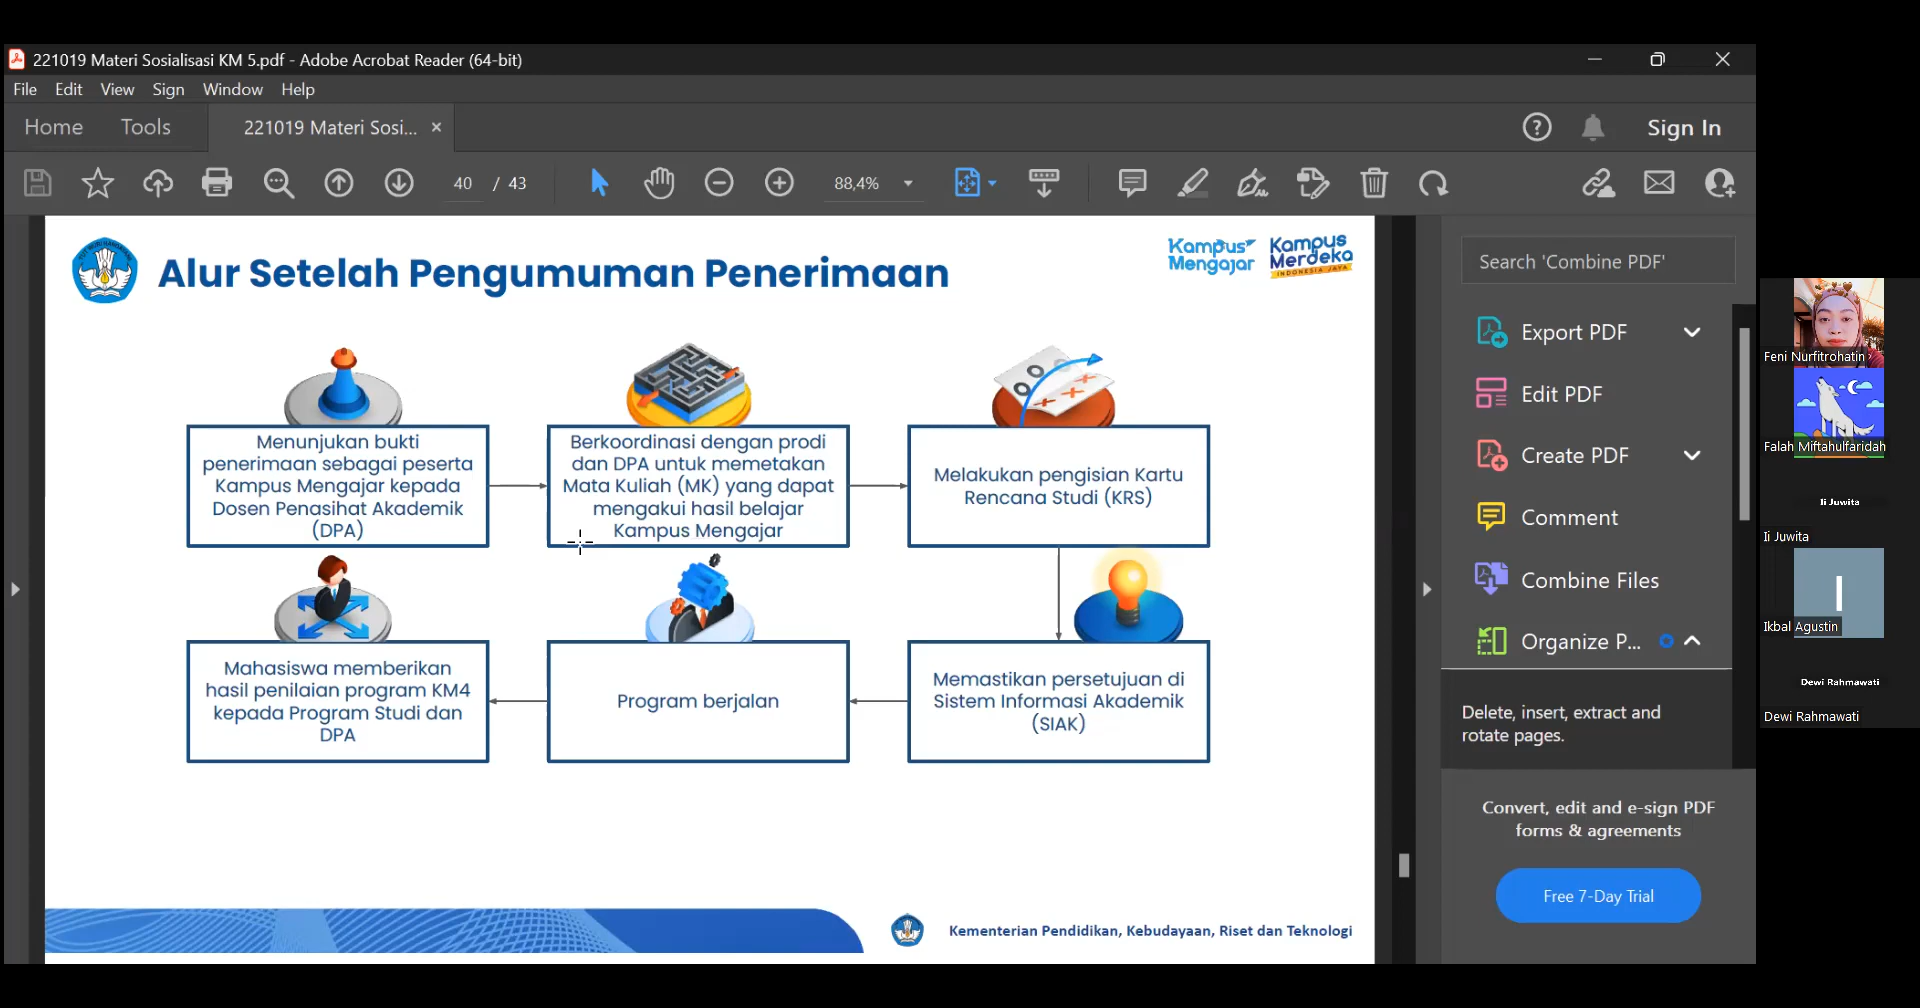 221019 Materi Sosialisasi KM 5.pdf - Adobe Acrobat Reader (64-bit)
File Edit View Sign Window Help
Home Tools 221019 Materi Sosi... × Sign In
40 / 43 88,4%
Alur Setelah Pengumuman Penerimaan
Kampus Mengajar
Kampus Merdeka
INDONESIA JAYA
Menunjukan bukti
penerimaan sebagai peserta
Kampus Mengajar kepada
Dosen Penasihat Akademik
(DPA)
Berkoordinasi dengan prodi
dan DPA untuk memetakan
Mata Kuliah (MK) yang dapat
mengakui hasil belajar
Kampus Mengajar
Melakukan pengisian Kartu
Rencana Studi (KRS)
Memastikan persetujuan di
Sistem Informasi Akademik
(SIAK)
Program berjalan
Mahasiswa memberikan
hasil penilaian program KM4
kepada Program Studi dan
DPA
Kementerian Pendidikan, Kebudayaan, Riset dan Teknologi
Search 'Combine PDF'
Export PDF
Edit PDF
Create PDF
Comment
Combine Files
Organize P...
Delete, insert, extract and
rotate pages.
Convert, edit and e-sign PDF
forms & agreements
Free 7-Day Trial
Feni Nurfitrohatin
Falah Miftahulfaridah
Ii Juwita
Ii Juwita
I
Ikbal Agustin
Dewi Rahmawati
Dewi Rahmawati